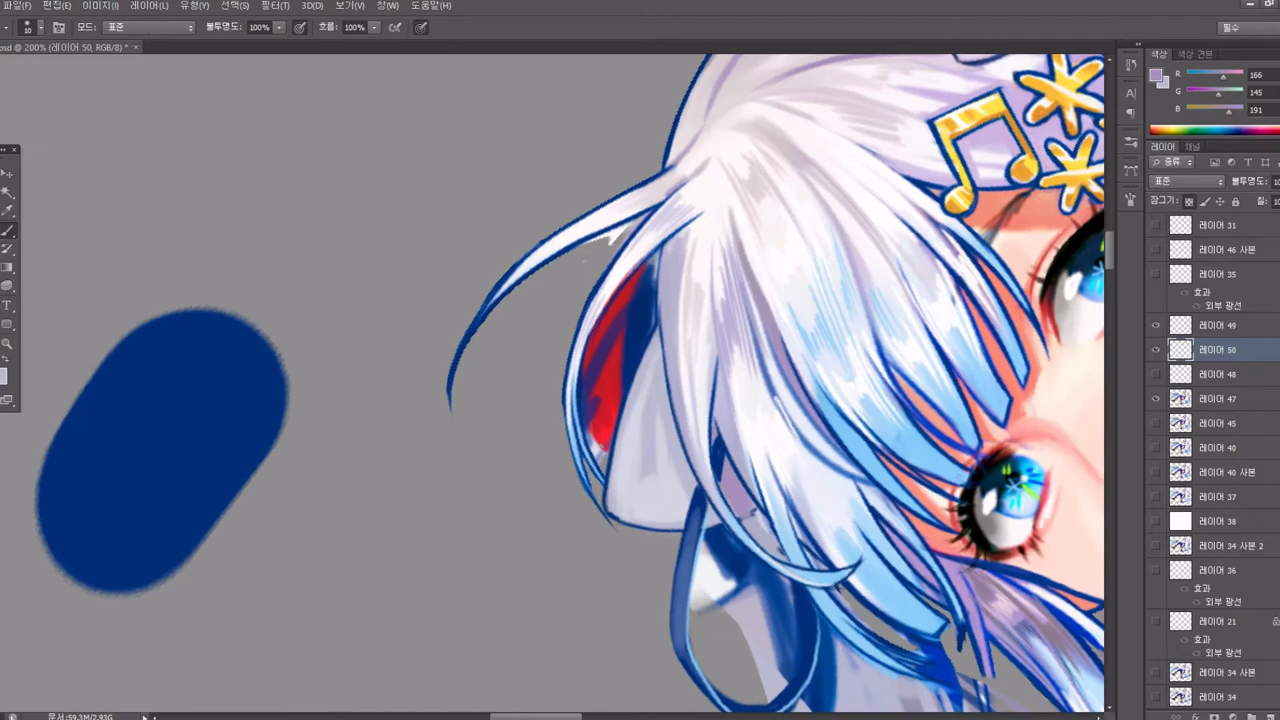 파일(F) 편집(E) 이미지(I) 레이어(L) 유형(Y) 선택(S) 필터(T) 3D(D) 보기(V) 창(W) 도움말(H)
10 모드: 표준 불투명도: 100% 흐름: 100% 필수
psd @ 200% (레이어 50, RGB/8) * ×
색상 색상 견본
R 166
G 145
B 191
레이어 채널
종류
표준 불투명도:
잠그기: 칠:
레이어 31
레이어 46 사본
레이어 35
효과
외부 광선
레이어 49
레이어 50
레이어 48
레이어 47
레이어 45
레이어 40
레이어 40 사본
레이어 37
레이어 38
레이어 34 사본 2
레이어 36
효과
외부 광선
레이어 21
효과
외부 광선
레이어 34 사본
레이어 34
문서:59.3M/2.93G